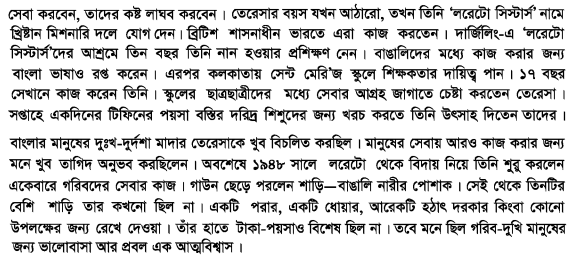 সেবা করবেন, তাদের কষ্ট লাঘব করবেন। তেরেসার বয়স যখন আঠারো, তখন তিনি ‘লরেটো সিস্টার্স’ নামে
খ্রিষ্টান মিশনারি দলে যোগ দেন। ব্রিটিশ শাসনাধীন ভারতে এরা কাজ করতেন। দার্জিলিং-এ ‘লরেটো
সিস্টার্স’দের আশ্রমে তিন বছর তিনি নান হওয়ার প্রশিক্ষণ নেন। বাঙালিদের মধ্যে কাজ করার জন্য
বাংলা ভাষাও রপ্ত করেন। এরপর কলকাতায় সেন্ট মেরি’জ স্কুলে শিক্ষকতার দায়িত্ব পান। ১৭ বছর
সেখানে কাজ করেন তিনি। স্কুলের ছাত্রছাত্রীদের মধ্যে সেবার আগ্রহ জাগাতে চেষ্টা করতেন তেরেসা।
সপ্তাহে একদিনের টিফিনের পয়সা বস্তির দরিদ্র শিশুদের জন্য খরচ করতে তিনি উৎসাহ দিতেন তাদের।
বাংলার মানুষের দুঃখ-দুর্দশা মাদার তেরেসাকে খুব বিচলিত করছিল। মানুষের সেবায় আরও কাজ করার জন্য
মনে খুব তাগিদ অনুভব করছিলেন। অবশেষে ১৯৪৮ সালে লরেটো থেকে বিদায় নিয়ে তিনি শুরু করলেন
একেবারে গরিবদের সেবার কাজ। গাউন ছেড়ে পরলেন শাড়ি—বাঙালি নারীর পোশাক। সেই থেকে তিনটির
বেশি শাড়ি তার কখনো ছিল না। একটি পরার, একটি ধোয়ার, আরেকটি হঠাৎ দরকার কিংবা কোনো
উপলক্ষের জন্য রেখে দেওয়া। তাঁর হাতে টাকা-পয়সাও বিশেষ ছিল না। তবে মনে ছিল গরিব-দুখি মানুষের
জন্য ভালোবাসা আর প্রবল এক আত্মবিশ্বাস।